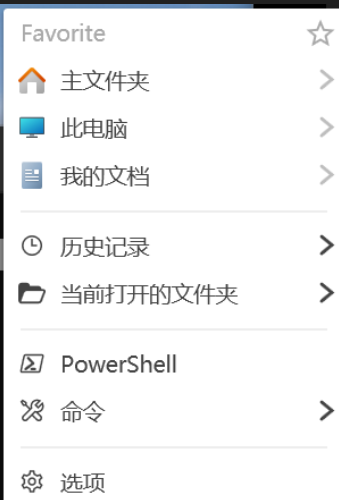 Favorite
主文件夹
此电脑
我的文档
历史记录
当前打开的文件夹
PowerShell
命令
选项